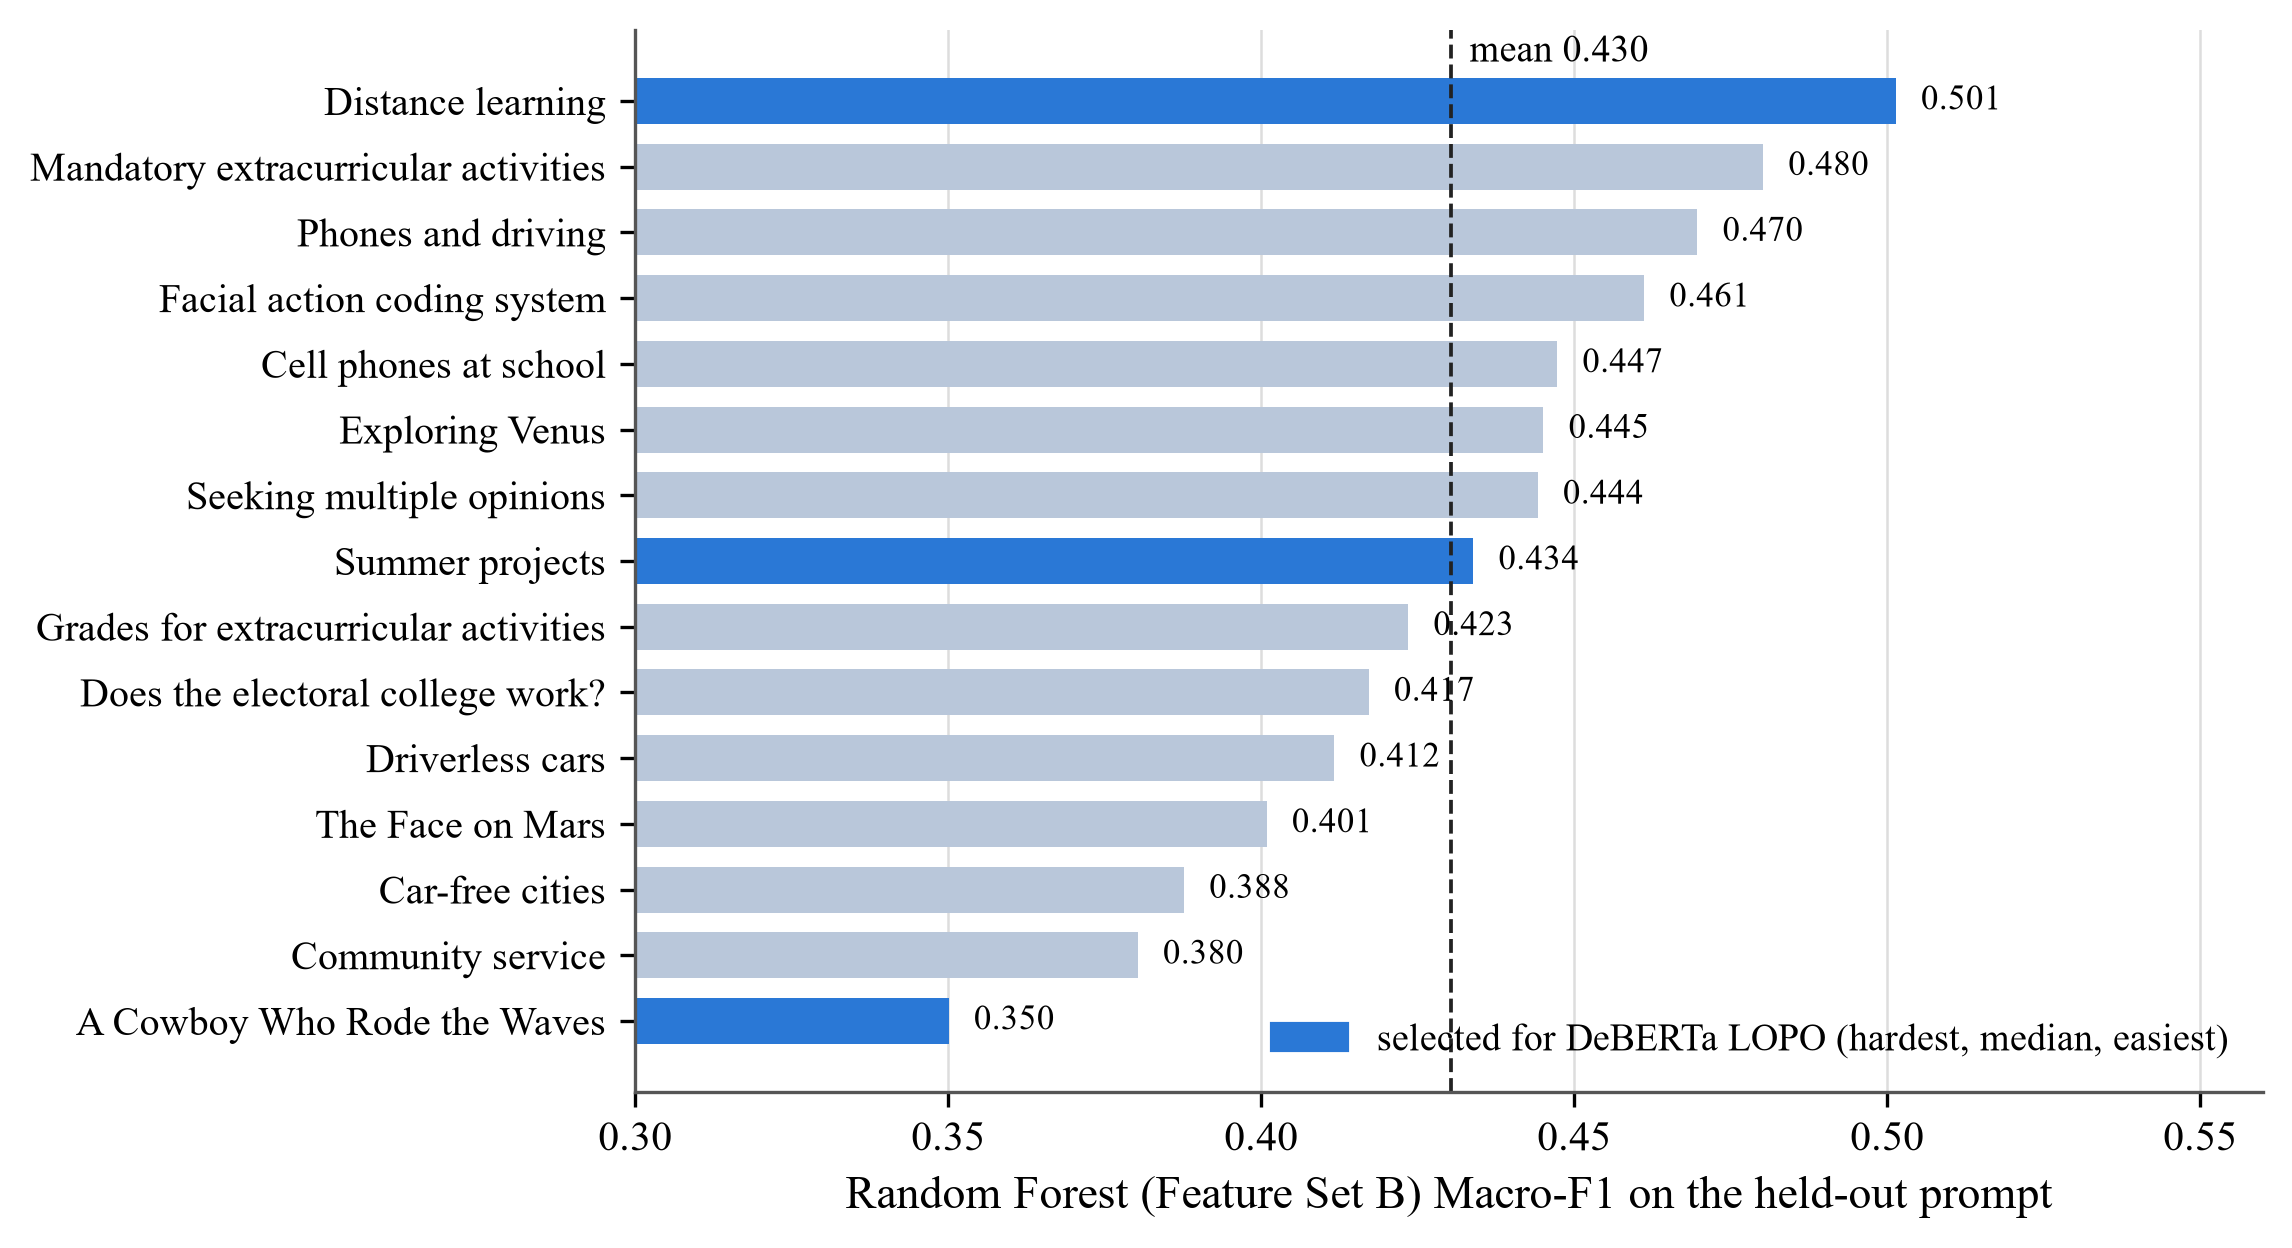 mean 0.430
Distance learning 0.501
Mandatory extracurricular activities 0.480
Phones and driving 0.470
Facial action coding system 0.461
Cell phones at school 0.447
Exploring Venus 0.445
Seeking multiple opinions 0.444
Summer projects 0.434
Grades for extracurricular activities 0.423
Does the electoral college work? 0.417
Driverless cars 0.412
The Face on Mars 0.401
Car-free cities 0.388
Community service 0.380
A Cowboy Who Rode the Waves 0.350
selected for DeBERTa LOPO (hardest, median, easiest)
0.30 0.35 0.40 0.45 0.50 0.55
Random Forest (Feature Set B) Macro-F1 on the held-out prompt